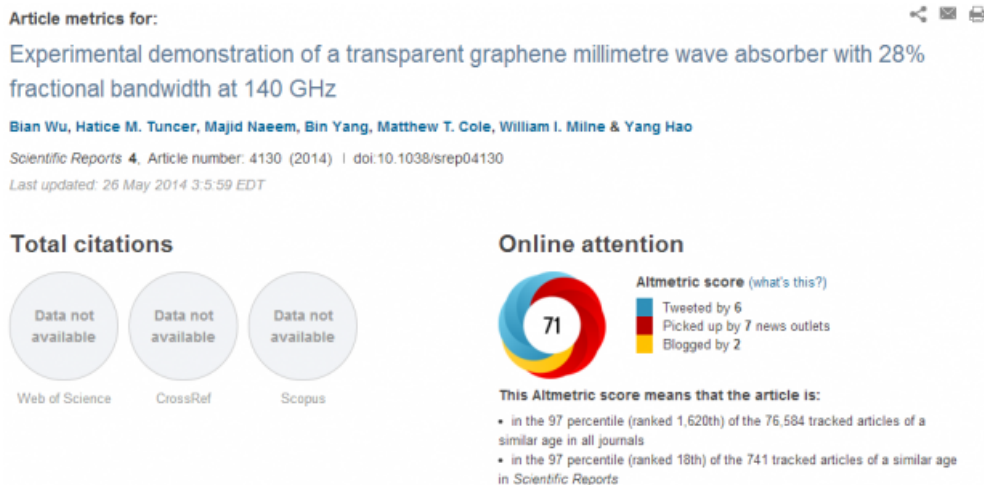 Article metrics for:
Experimental demonstration of a transparent graphene millimetre wave absorber with 28%
fractional bandwidth at 140 GHz
Bian Wu, Hatice M. Tuncer, Majid Naeem, Bin Yang, Matthew T. Cole, William I. Milne & Yang Hao
Scientific Reports 4, Article number: 4130 (2014) | doi:10.1038/srep04130
Last updated: 26 May 2014 3:5:59 EDT
Total citations
Data not
available
Data not
available
Data not
available
Web of Science
CrossRef
Scopus
Online attention
71
Altmetric score (what's this?)
Tweeted by 6
Picked up by 7 news outlets
Blogged by 2
This Altmetric score means that the article is:
• in the 97 percentile (ranked 1,620th) of the 76,584 tracked articles of a
similar age in all journals
• in the 97 percentile (ranked 18th) of the 741 tracked articles of a similar age
in Scientific Reports